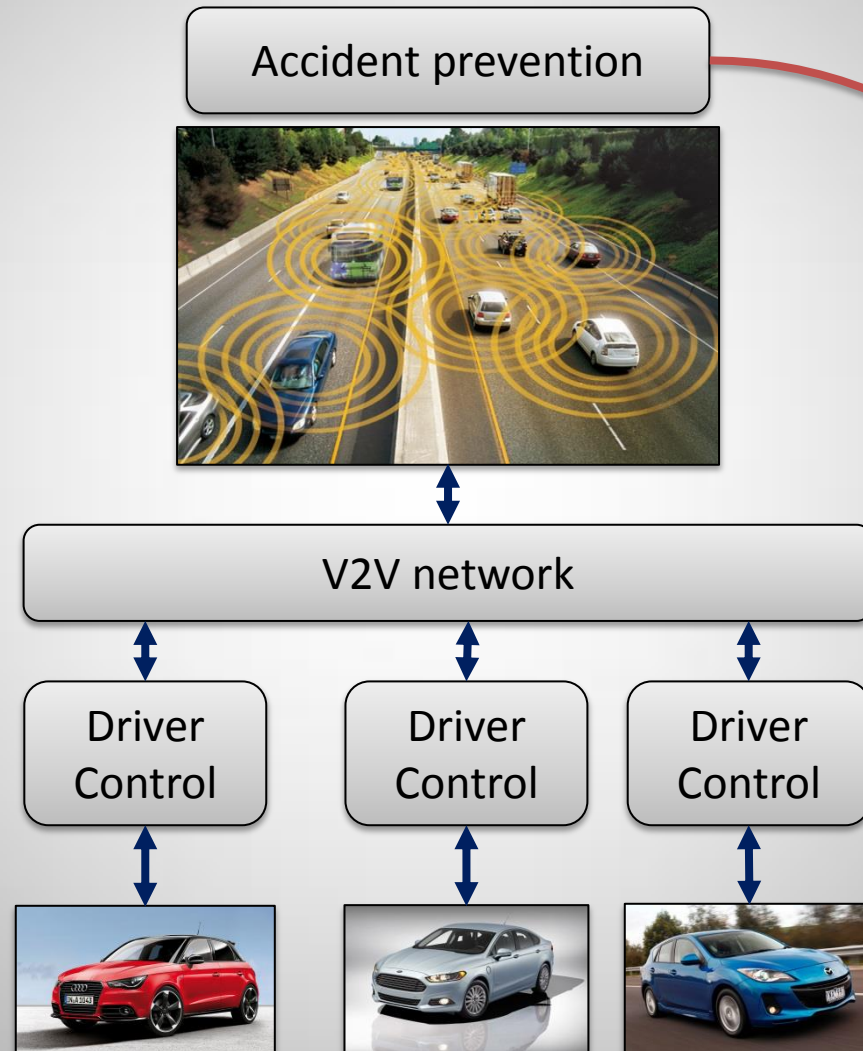 Accident prevention
V2V network
Driver
Control
Driver
Control
Driver
Control